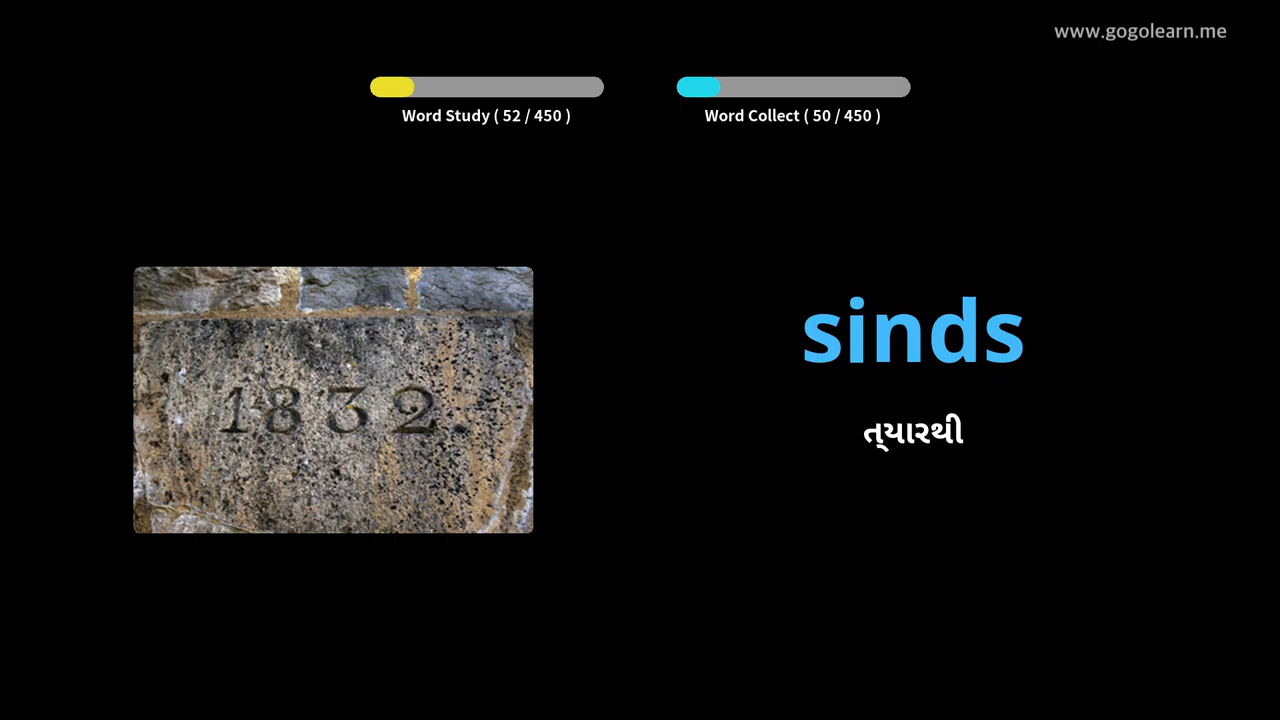 www.gogolearn.me
Word Study ( 52 / 450 )
Word Collect ( 50 / 450 )
1832.
sinds
ત્યારથી